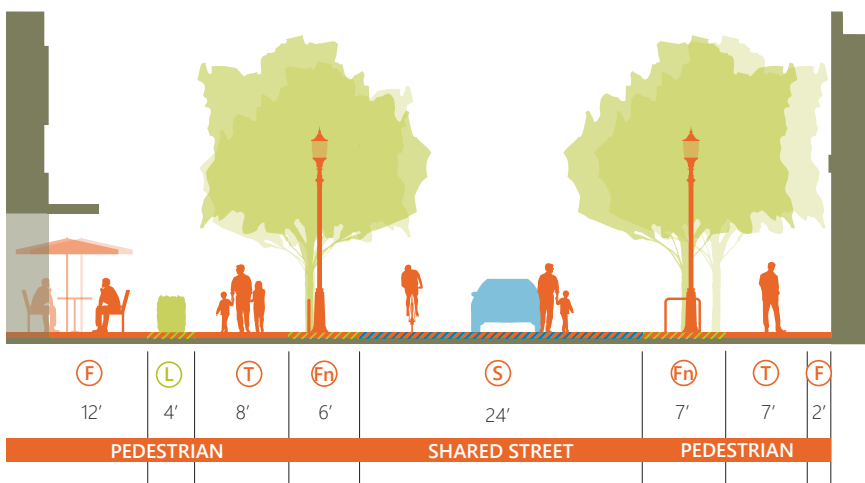 F L T Fn S Fn T F
12′ 4′ 8′ 6′ 24′ 7′ 7′ 2′
PEDESTRIAN SHARED STREET PEDESTRIAN